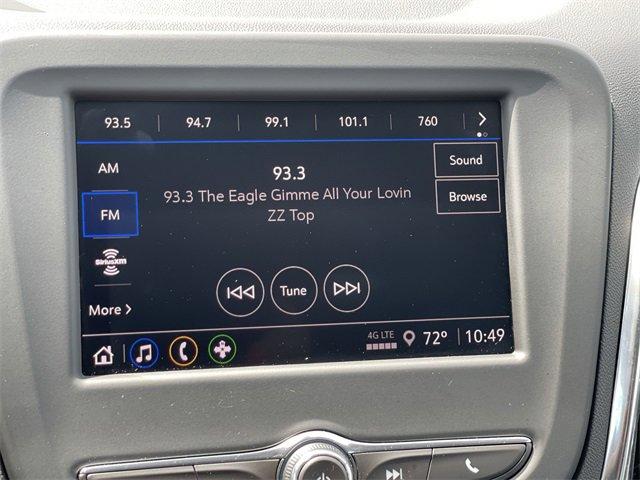 93.5 94.7 99.1 101.1 760
AM
93.3
Sound
93.3 The Eagle Gimme All Your Lovin
Browse
FM
ZZ Top
SiriusXM
Tune
More
4G LTE
72° 10:49